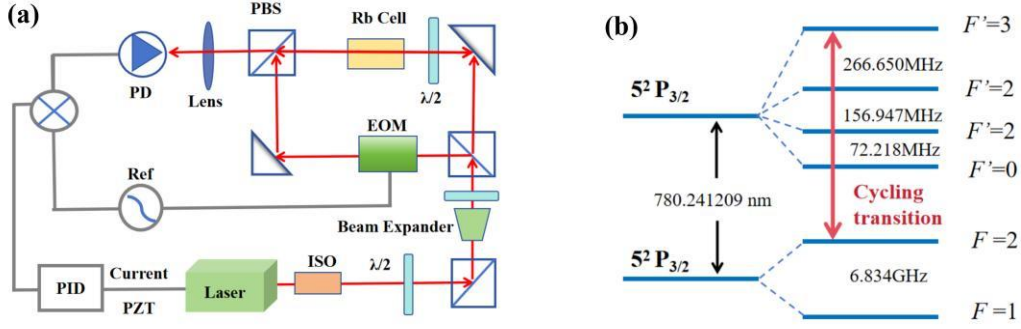 (a)
PBS
Rb Cell
λ/2
PD
Lens
EOM
Ref
Beam Expander
ISO
λ/2
PID
Current
PZT
Laser
(b)
F'=3
266.650MHz
5² P3/2
F'=2
156.947MHz
F'=2
72.218MHz
F'=0
780.241209 nm
Cycling
transition
F =2
5² P3/2
6.834GHz
F =1